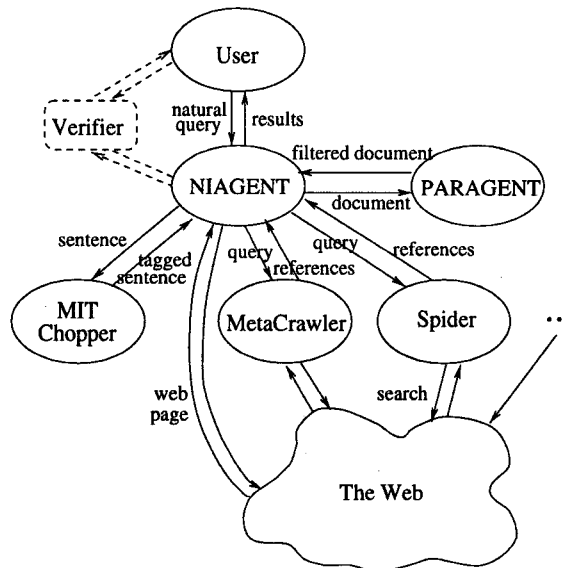 User
natural
query
results
Verifier
filtered document
NIAGENT
PARAGENT
document
sentence
tagged
sentence
query
references
query
references
MIT
Chopper
MetaCrawler
Spider
..
web
page
search
The Web